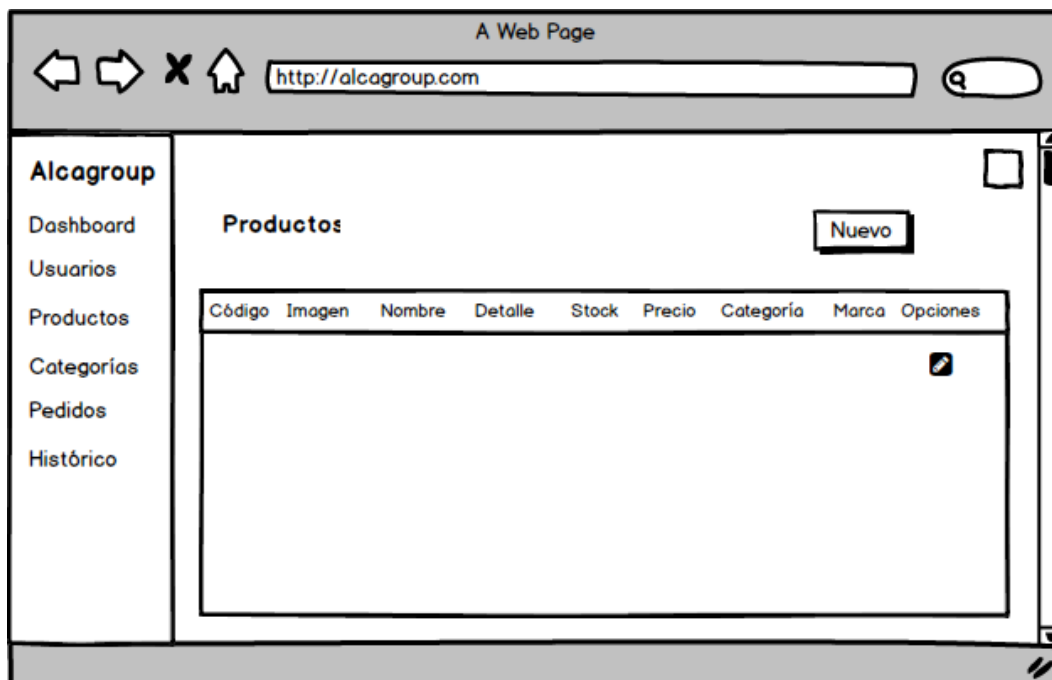 A Web Page
http://alcagroup.com
Alcagroup
Dashboard
Usuarios
Productos
Categorías
Pedidos
Histórico
Productos
Nuevo
Código Imagen Nombre Detalle Stock Precio Categoría Marca Opciones